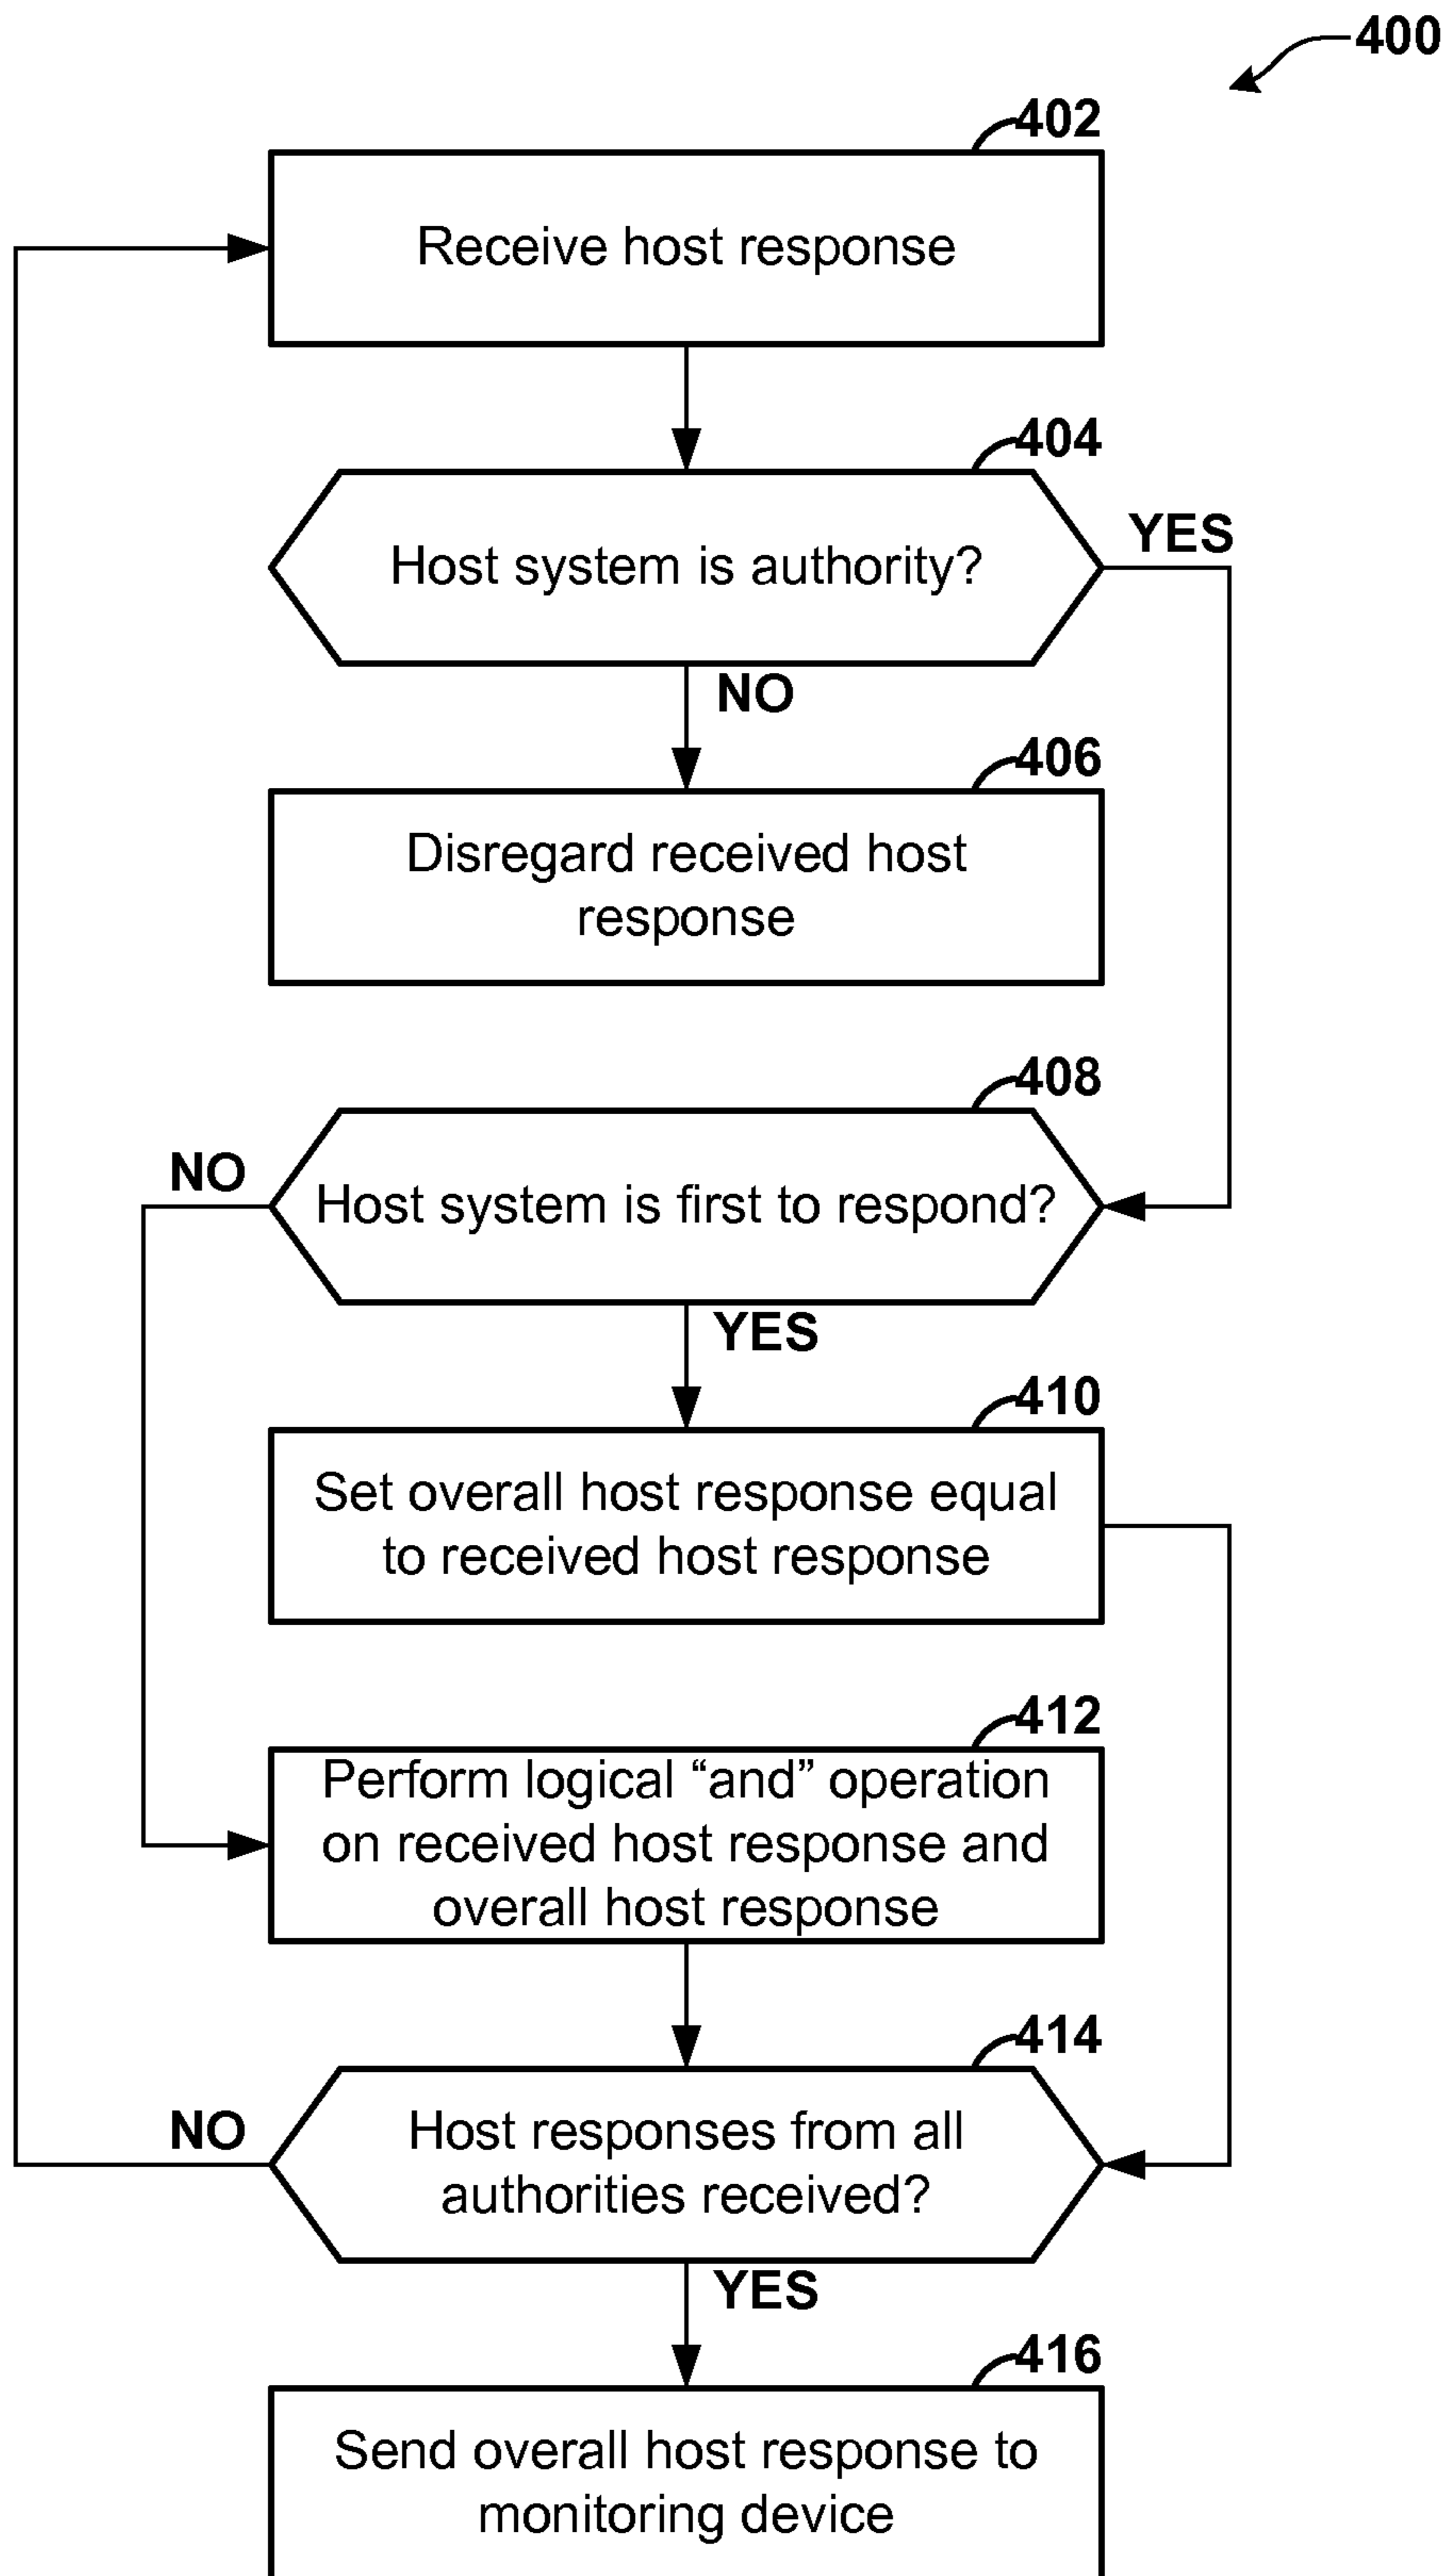 400
402
Receive host response
404
Host system is authority?
YES
NO
406
Disregard received host
response
408
NO
Host system is first to respond?
YES
410
Set overall host response equal
to received host response
412
Perform logical “and” operation
on received host response and
overall host response
414
NO
Host responses from all
authorities received?
YES
416
Send overall host response to
monitoring device